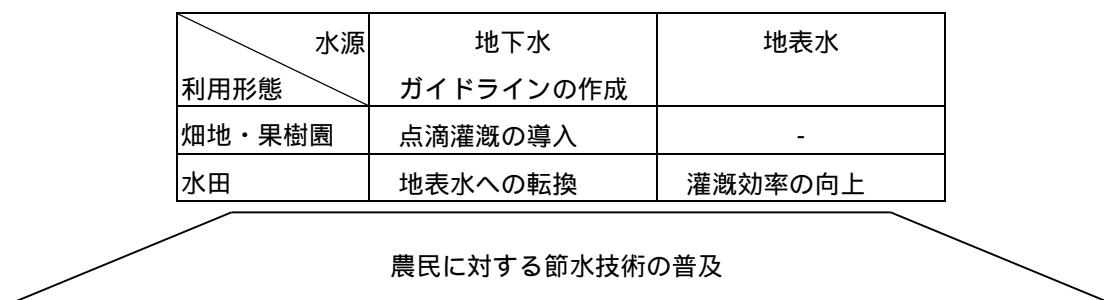 水源 地下水 地表水
利用形態 ガイドラインの作成
畑地・果樹園 点滴灌漑の導入 -
水田 地表水への転換 灌漑効率の向上
農民に対する節水技術の普及